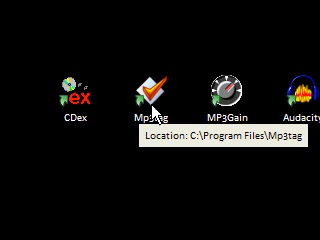 ex
CDex
Mp3tag
MP3Gain
Audacity
Location: C:\Program Files\Mp3tag